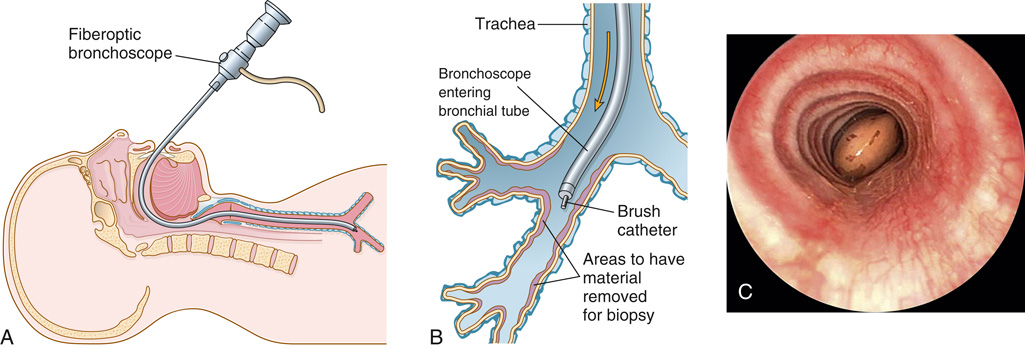 Fiberoptic
bronchoscope
A
Trachea
Bronchoscope
entering
bronchial tube
Brush
catheter
Areas to have
material
removed
for biopsy
B
C